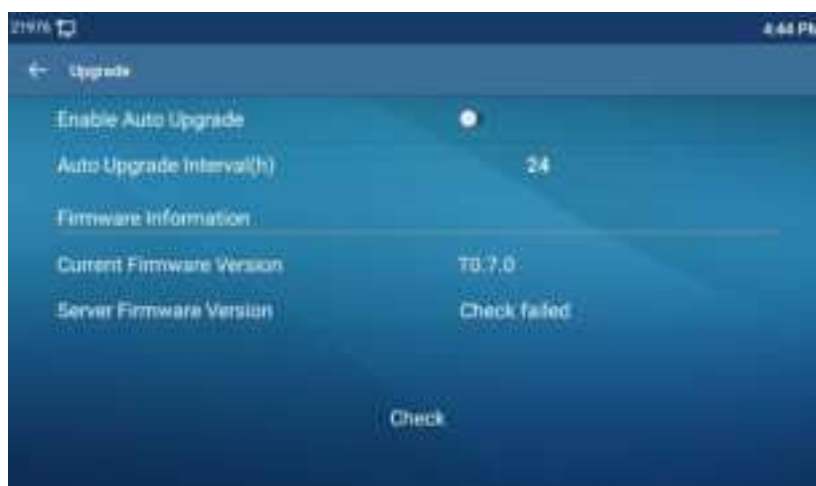 21976
4:44 PM
Upgrade
Enable Auto Upgrade
Auto Upgrade Interval(h) 24
Firmware Information
Current Firmware Version T0.7.0
Server Firmware Version Check failed
Check